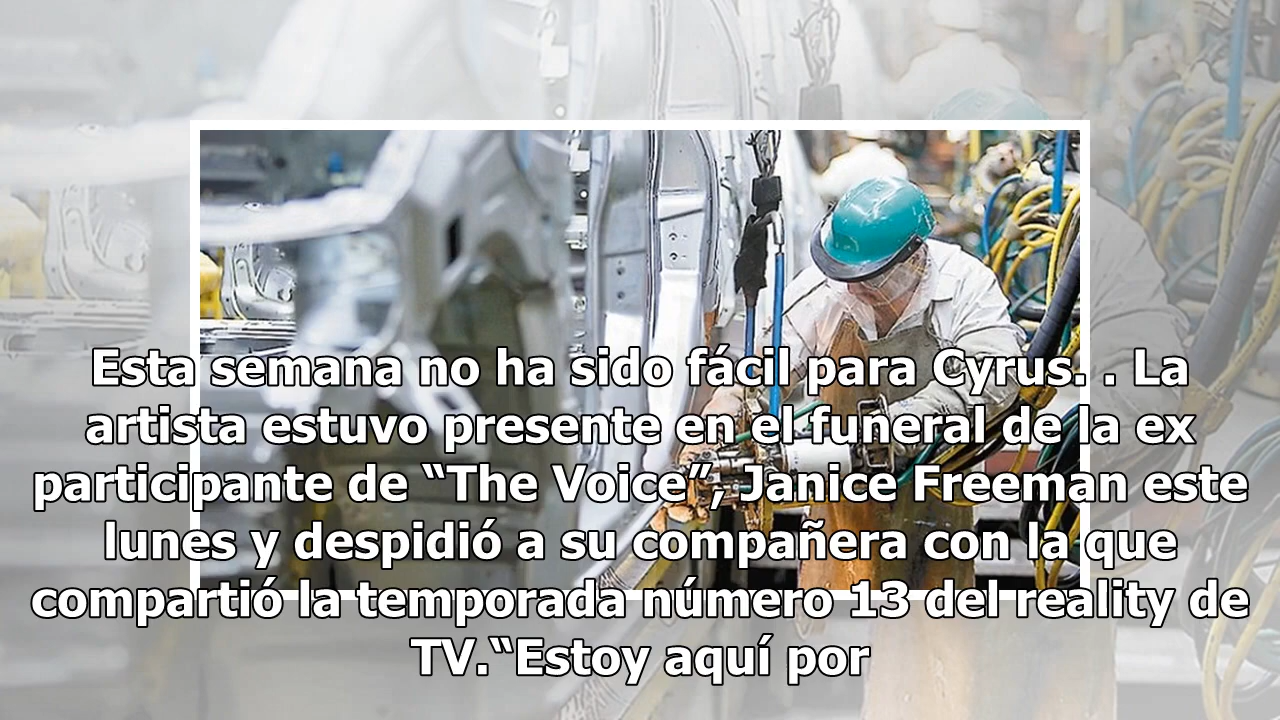 Esta semana no ha sido fácil para Cyrus. . La
artista estuvo presente en el funeral de la ex
participante de “The Voice”, Janice Freeman este
lunes y despidió a su compañera con la que
compartió la temporada número 13 del reality de
TV.“Estoy aquí por